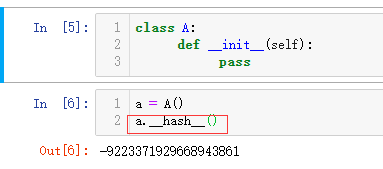 In [5]:
1 class A:
2 def __init__(self):
3 pass
In [6]:
1 a = A()
2 a.__hash__()
Out[6]: -9223371929668943861